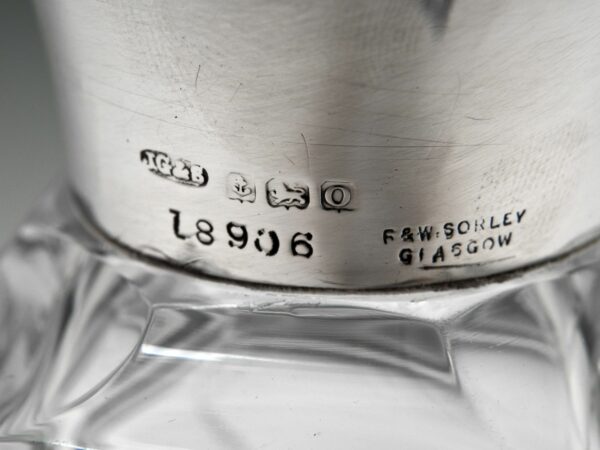 JG&S O
18906
R & W. SORLEY
GLASGOW